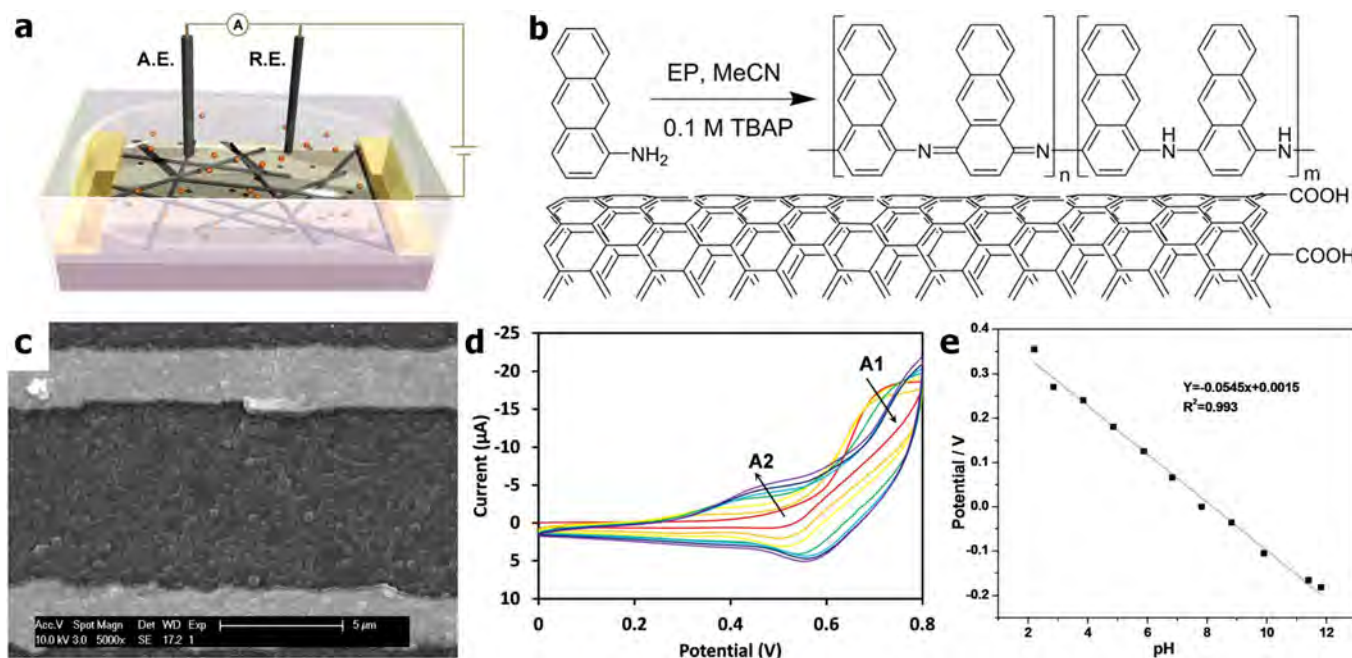 a
A
A.E.
R.E.
b
EP, MeCN
0.1 M TBAP
NH2
N
N
n
H
N
H
N
m
COOH
COOH
c
Acc.V Spot Magn Det WD Exp
10.0 kV 3.0 5000x SE 17.2 1
5 µm
d
-25
-20
-15
-10
-5
0
5
10
Current (µA)
A1
A2
0
0.2
0.4
0.6
0.8
Potential (V)
e
0.4
0.3
0.2
0.1
0.0
-0.1
-0.2
Potential / V
Y=-0.0545x+0.0015
R²=0.993
2
4
6
8
10
12
pH